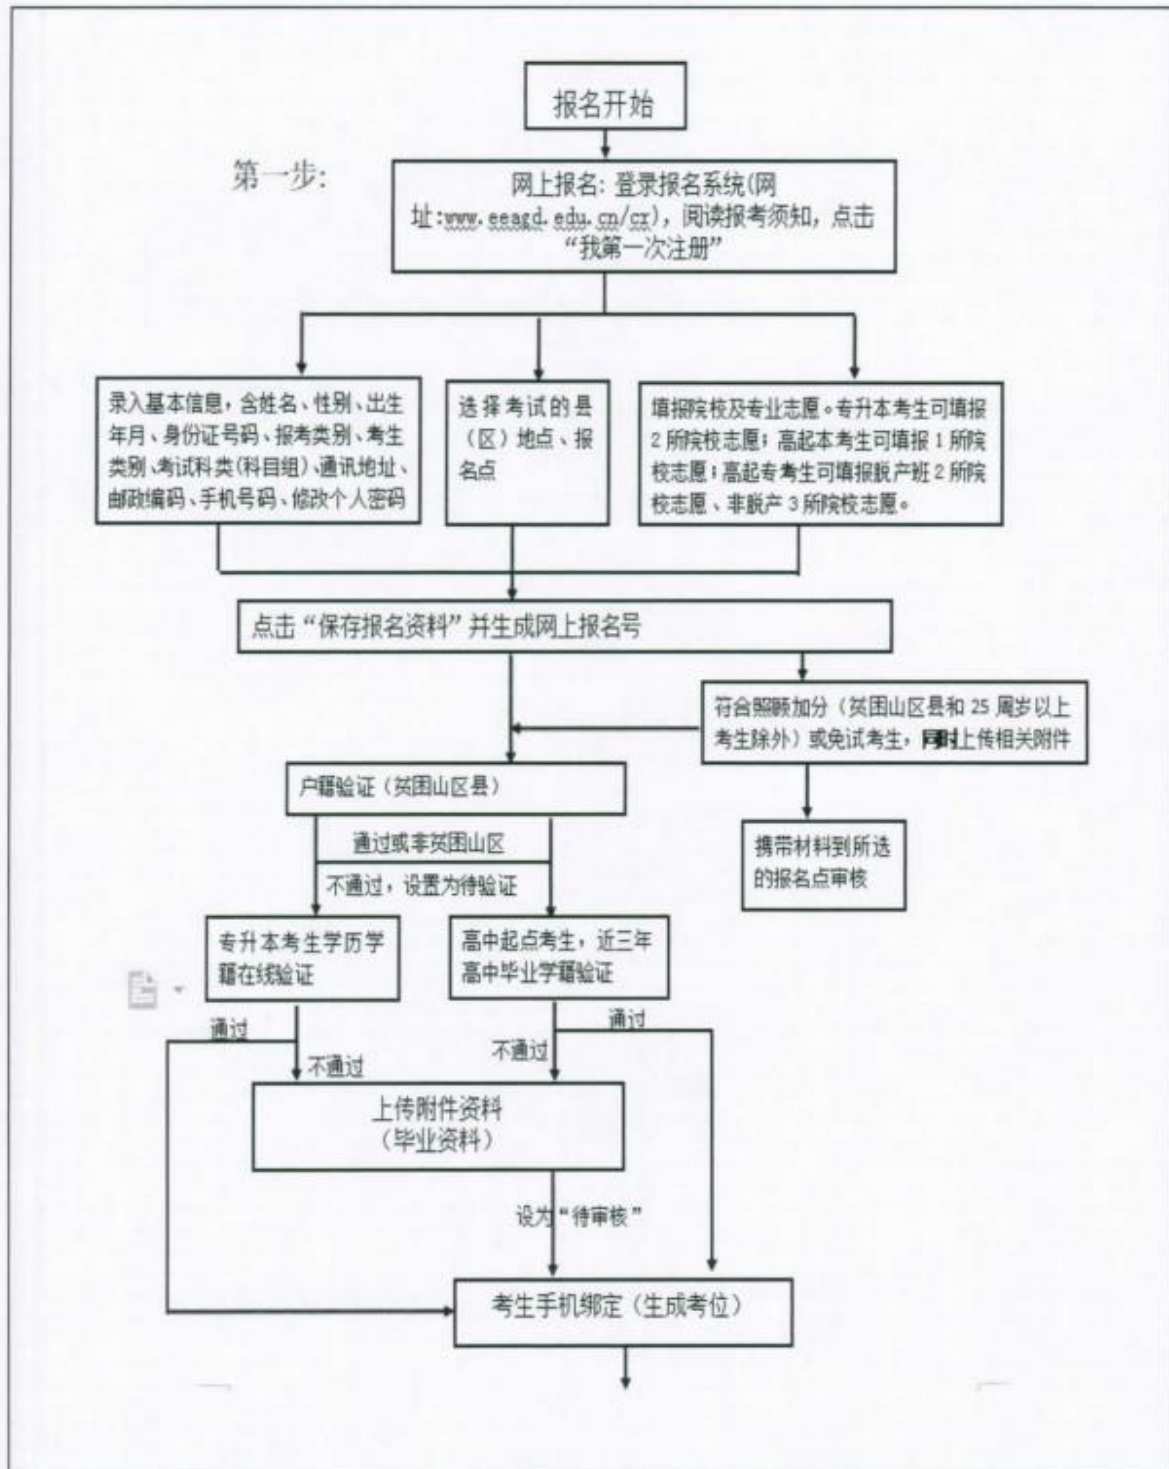 报名开始
第一步:
网上报名: 登录报名系统(网
址:www.eeagd.edu.cn/cr), 阅读报考须知, 点击
“我第一次注册”
录入基本信息, 含姓名、性别、出生
年月、身份证号码、报考类别、考生
类别、考试科类(科目组)、通讯地址、
邮政编码、手机号码、修改个人密码
选择考试的县
（区）地点、报
名点
填报院校及专业志愿。专升本考生可填报
2 所院校志愿; 高起本考生可填报 1 所院
校志愿; 高起专考生可填报脱产班 2 所院
校志愿、非脱产 3 所院校志愿。
点击“保存报名资料”并生成网上报名号
符合照顾加分（贫困山区县和 25 周岁以上
考生除外）或免试考生, 同时上传相关附件
户籍验证（贫困山区县）
通过或非贫困山区
不通过, 设置为待验证
携带材料到所选
的报名点审核
专升本考生学历学
籍在线验证
高中起点考生, 近三年
高中毕业学籍验证
通过
不通过
不通过
通过
上传附件资料
（毕业资料）
设为“待审核”
考生手机绑定（生成考位）